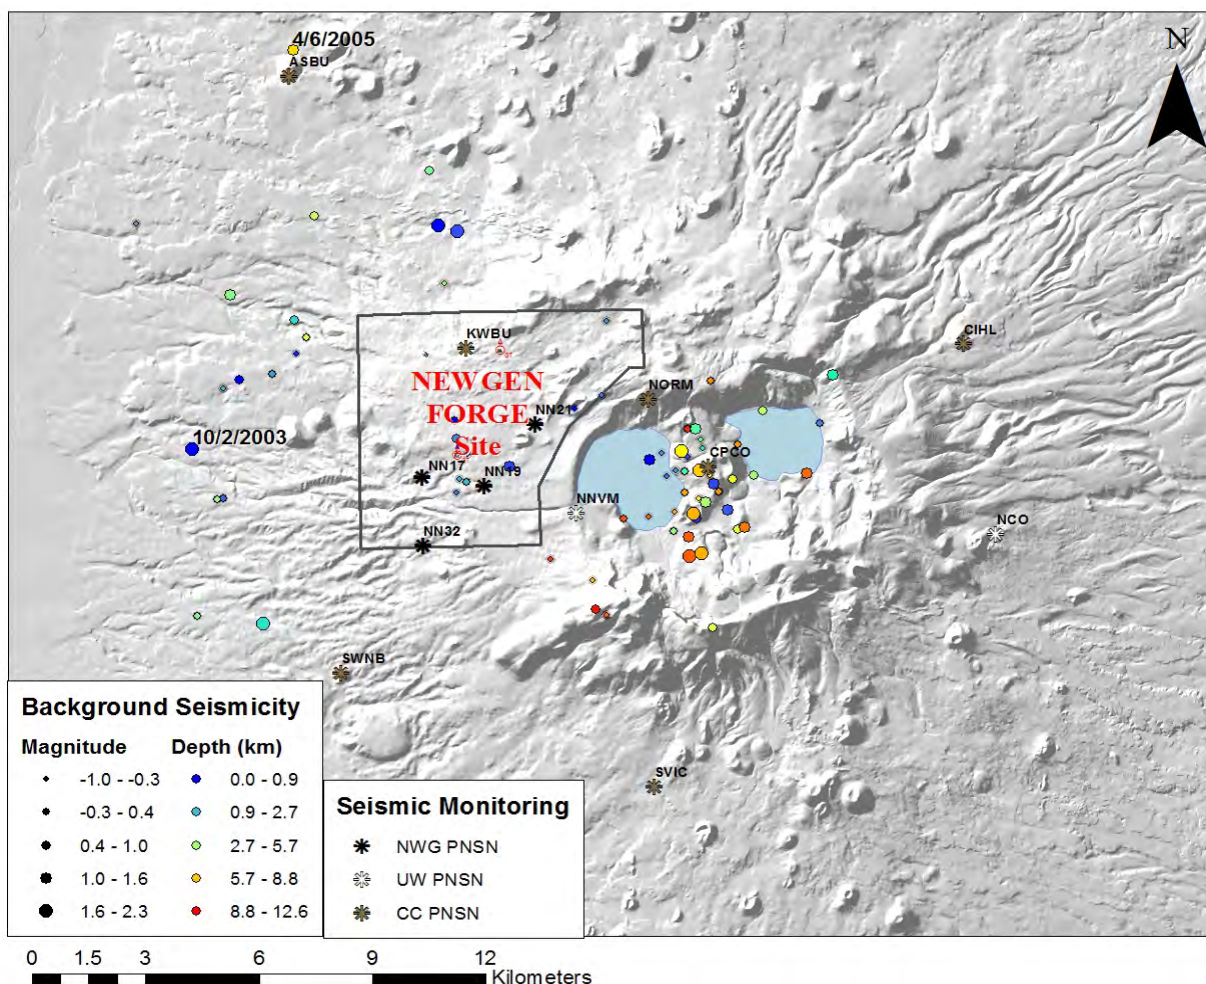 4/6/2005
ASBU
N
KWBU
CIHL
NEWGEN
FORGE
Site
NORM
NN21
10/2/2003
CPCO
NN17
NN19
NNVM
NCO
NN32
SWNB
SVIC
Background Seismicity
Magnitude Depth (km)
-1.0 - -0.3 0.0 - 0.9
-0.3 - 0.4 0.9 - 2.7
0.4 - 1.0 2.7 - 5.7
1.0 - 1.6 5.7 - 8.8
1.6 - 2.3 8.8 - 12.6
Seismic Monitoring
NWG PNSN
UW PNSN
CC PNSN
0 1.5 3 6 9 12
Kilometers